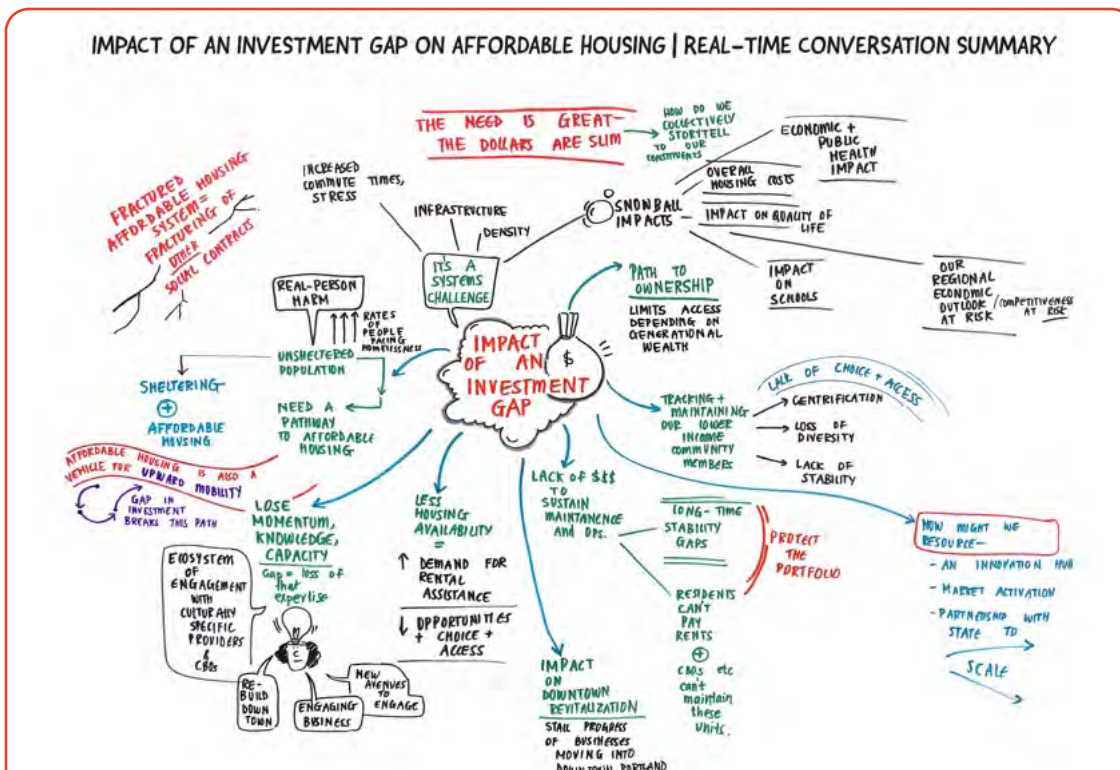 IMPACT OF AN INVESTMENT GAP ON AFFORDABLE HOUSING | REAL-TIME CONVERSATION SUMMARY
THE NEED IS GREAT—
THE DOLLARS ARE SLIM
HOW DO WE
COLLECTIVELY
STORYTELL
TO OUR
CONSTITUENTS
ECONOMIC +
PUBLIC
HEALTH
IMPACT
OVERALL
HOUSING COSTS
SNOWBALL
IMPACTS
IMPACT ON QUALITY OF
LIFE
IMPACT
ON
SCHOOLS
OUR
REGIONAL
ECONOMIC
OUTLOOK
AT RISK
/COMPETITIVENESS
AT RISK
INCREASED
COMMUTE TIMES,
STRESS
INFRASTRUCTURE
DENSITY
IT'S A
SYSTEMS
CHALLENGE
FRACTURED
AFFORDABLE HOUSING
SYSTEM=
FRACTURING OF
OTHER
SOCIAL CONTRACTS
REAL-PERSON
HARM
RATES
OF
PEOPLE
FACING
HOMELESSNESS
UNSHELTERED
POPULATION
SHELTERING
+
AFFORDABLE
HOUSING
NEED A
PATHWAY
TO AFFORDABLE
HOUSING
IMPACT
OF AN
INVESTMENT
GAP
$
PATH TO
OWNERSHIP
LIMITS ACCESS
DEPENDING ON
GENERATIONAL
WEALTH
TRACKING +
MAINTAINING
OUR LOWER
INCOME
COMMUNITY
MEMBERS
LACK OF CHOICE + ACCESS
GENTRIFICATION
LOSS OF
DIVERSITY
LACK OF
STABILITY
AFFORDABLE HOUSING IS ALSO A
VEHICLE FOR UPWARD MOBILITY
GAP IN
INVESTMENT
BREAKS THIS PATH
LOSE
MOMENTUM,
KNOWLEDGE,
CAPACITY
Gap = loss of
that
expertise
ECOSYSTEM
OF
ENGAGEMENT
WITH
CULTURALLY
SPECIFIC
PROVIDERS
&
CBOs
RE-
BUILD
DOWN
TOWN
ENGAGING
BUSINESS
NEW
AVENUES TO
ENGAGE
LESS
HOUSING
AVAILABILITY
=
↑ DEMAND FOR
RENTAL
ASSISTANCE
↓ OPPORTUNITIES
+ CHOICE +
ACCESS
LACK OF $$$
TO
SUSTAIN
MAINTANENCE
AND OPS.
LONG-TIME
STABILITY
GAPS
PROTECT
THE
PORTFOLIO
RESIDENTS
CAN'T
PAY
RENTS
+
CBOs etc
can't
maintain
these
units.
IMPACT
ON
DOWNTOWN
REVITALIZATION
STALL PROGRESS
OF BUSINESSES
MOVING INTO
DOWNTOWN PORTLAND
HOW MIGHT WE
RESOURCE—
- AN INNOVATION HUB
- MARKET ACTIVATION
- PARTNERSHIP WITH
STATE TO
SCALE